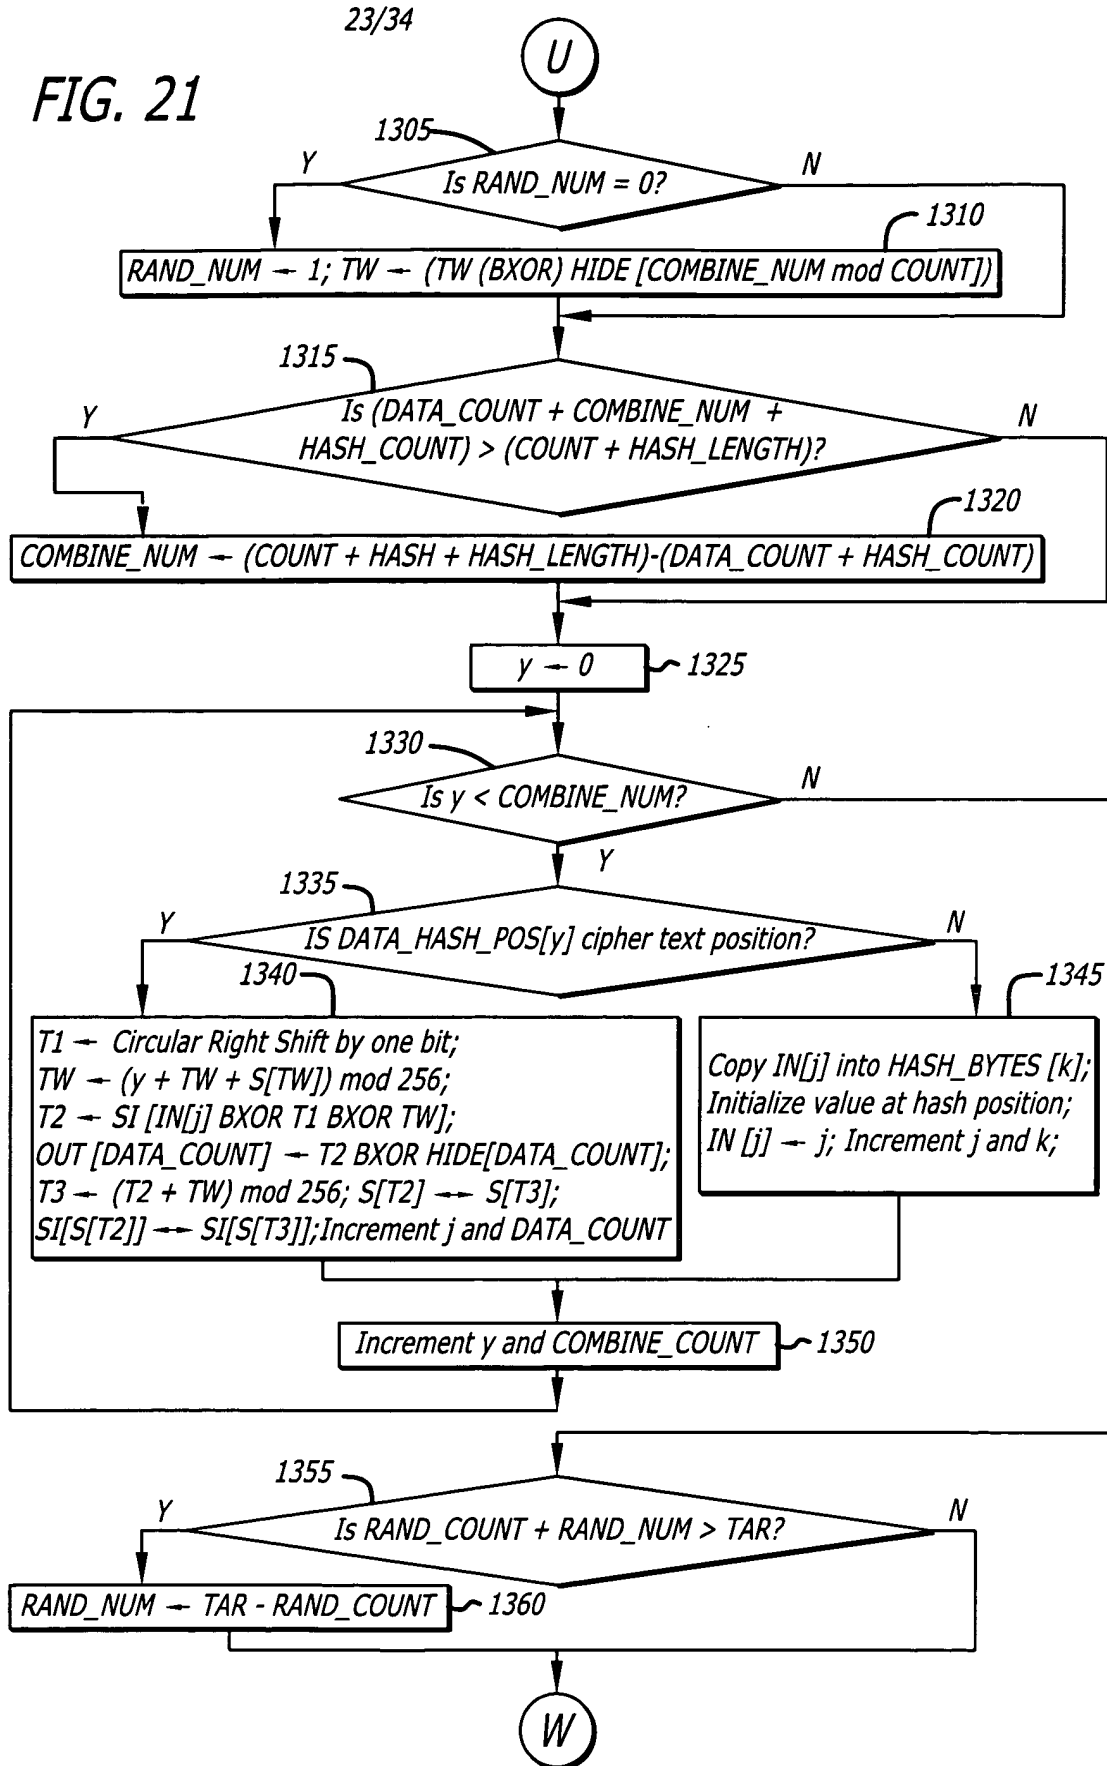 23/34
U
FIG. 21
1305
Y
N
Is RAND_NUM = 0?
1310
RAND_NUM ← 1; TW ← (TW (BXOR) HIDE [COMBINE_NUM mod COUNT])
1315
Y
N
Is (DATA_COUNT + COMBINE_NUM +
HASH_COUNT) > (COUNT + HASH_LENGTH)?
1320
COMBINE_NUM ← (COUNT + HASH + HASH_LENGTH)-(DATA_COUNT + HASH_COUNT)
y ← 0
1325
1330
N
Is y < COMBINE_NUM?
Y
1335
Y
N
IS DATA_HASH_POS[y] cipher text position?
1340
1345
T1 ← Circular Right Shift by one bit;
TW ← (y + TW + S[TW]) mod 256;
T2 ← SI [IN[j] BXOR T1 BXOR TW];
OUT [DATA_COUNT] ← T2 BXOR HIDE[DATA_COUNT];
T3 ← (T2 + TW) mod 256; S[T2] ↔ S[T3];
SI[S[T2]] ↔ SI[S[T3]];Increment j and DATA_COUNT
Copy IN[j] into HASH_BYTES [k];
Initialize value at hash position;
IN [j] ← j; Increment j and k;
Increment y and COMBINE_COUNT
1350
1355
Y
N
Is RAND_COUNT + RAND_NUM > TAR?
RAND_NUM ← TAR - RAND_COUNT
1360
W